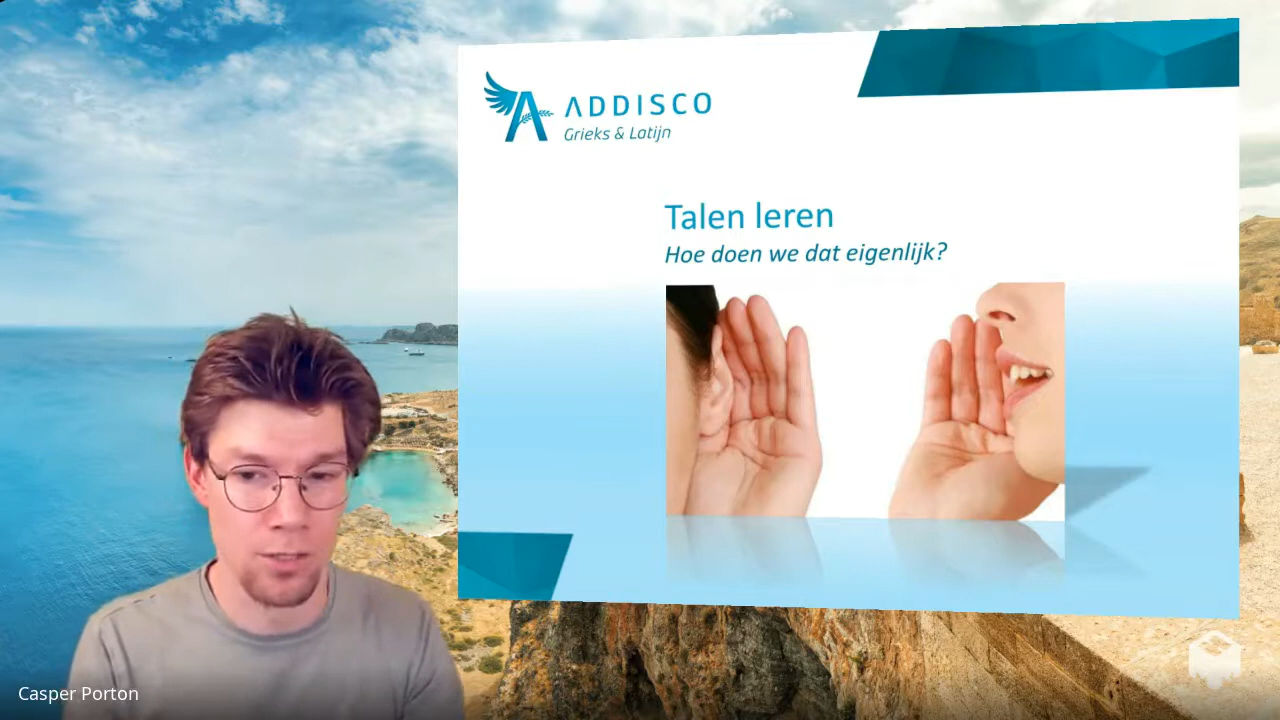 ADDISCO
Grieks & Latijn
Talen leren
Hoe doen we dat eigenlijk?
Casper Porton